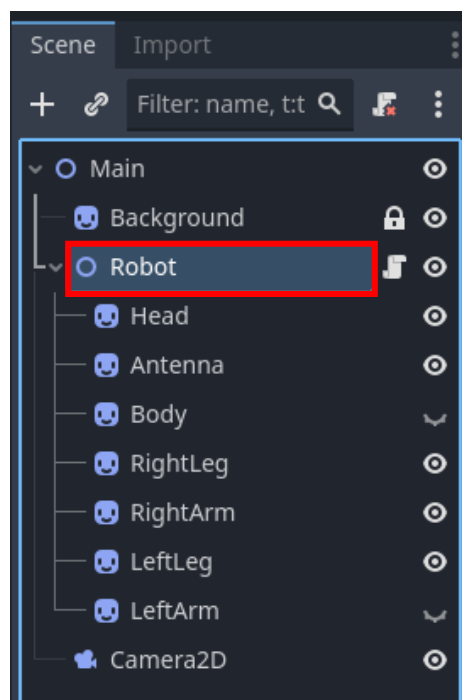 Scene Import
Filter: name, t:t
Main
Background
Robot
Head
Antenna
Body
RightLeg
RightArm
LeftLeg
LeftArm
Camera2D